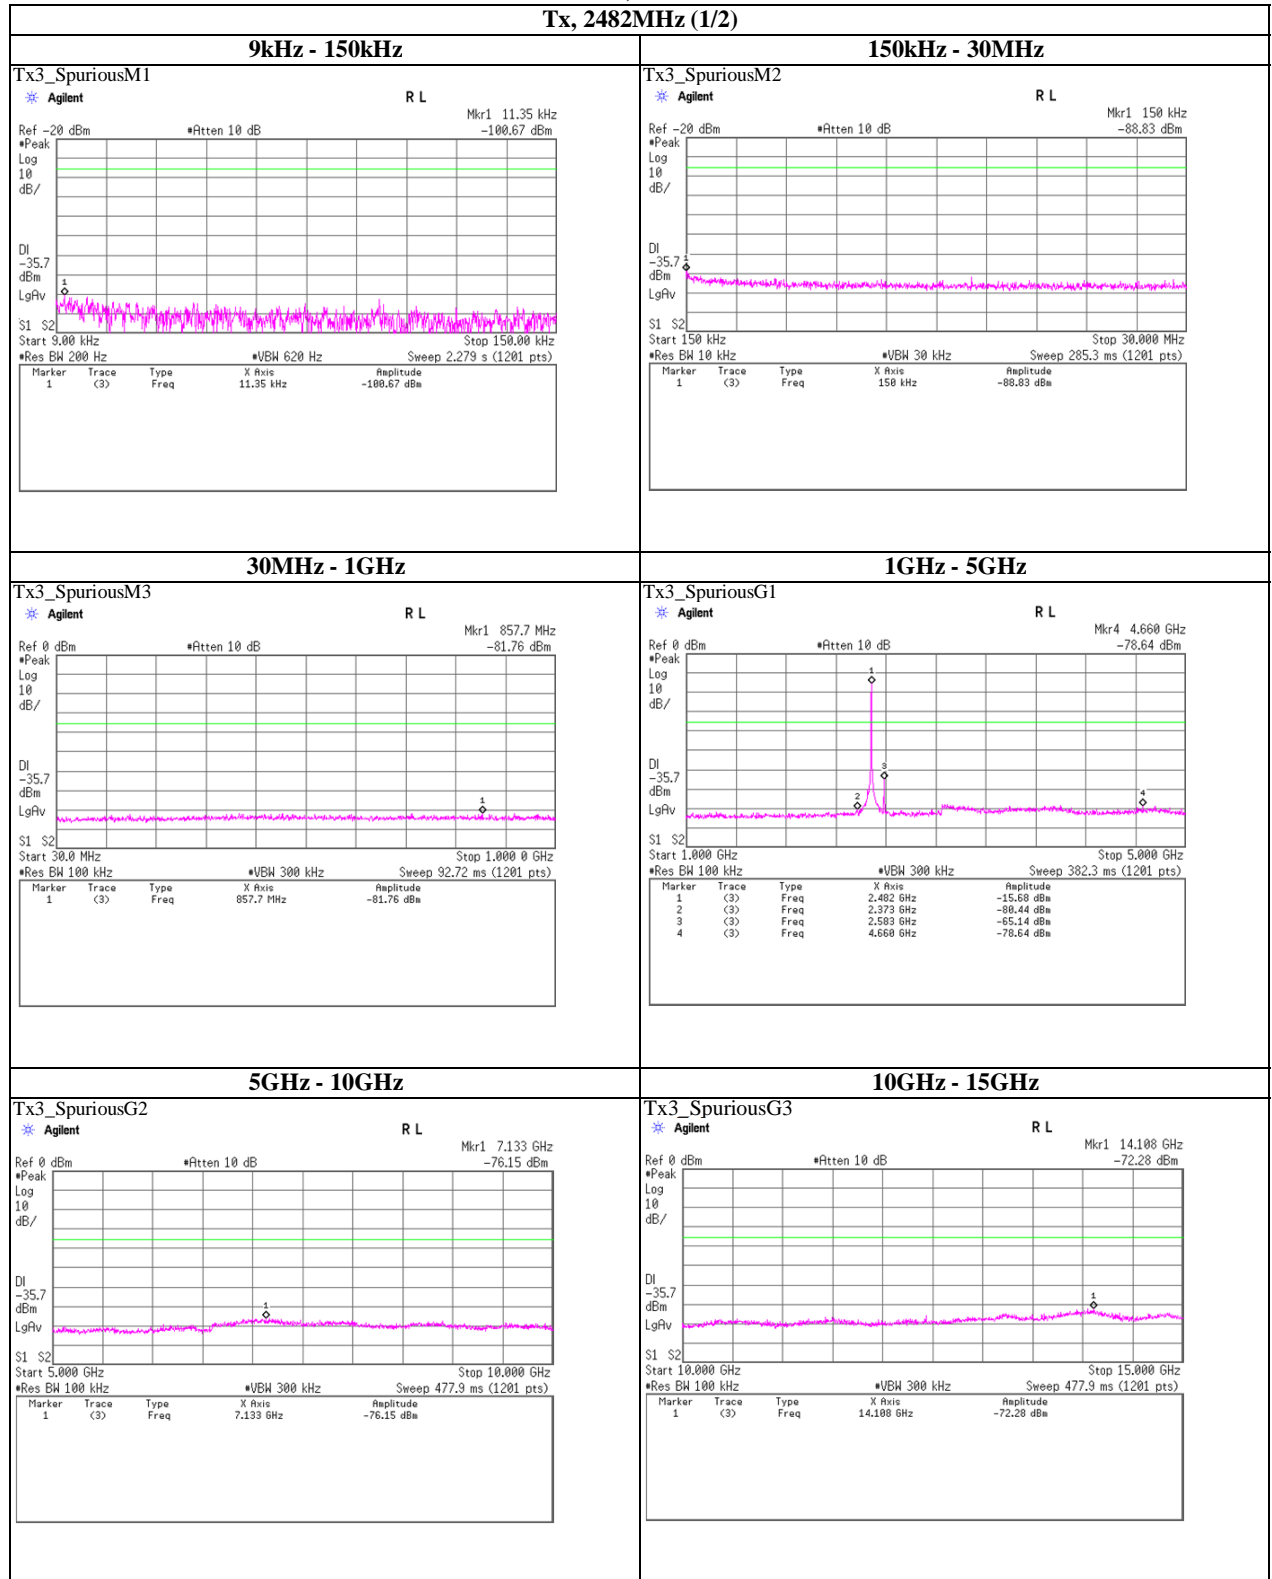 Tx, 2482MHz (1/2)
9kHz - 150kHz
150kHz - 30MHz
Tx3_SpuriousM1
Agilent
R L
Mkr1 11.35 kHz
Ref -20 dBm #Atten 10 dB -100.67 dBm
#Peak
Log
10
dB/
DI
-35.7
dBm
LgAv
1
S1 S2
Start 9.00 kHz Stop 150.00 kHz
#Res BW 200 Hz #VBW 620 Hz Sweep 2.279 s (1201 pts)
Marker Trace Type X Axis Amplitude
1 (3) Freq 11.35 kHz -100.67 dBm
Tx3_SpuriousM2
Agilent
R L
Mkr1 150 kHz
Ref -20 dBm #Atten 10 dB -88.83 dBm
#Peak
Log
10
dB/
DI
-35.7
dBm
LgAv
1
S1 S2
Start 150 kHz Stop 30.000 MHz
#Res BW 10 kHz #VBW 30 kHz Sweep 285.3 ms (1201 pts)
Marker Trace Type X Axis Amplitude
1 (3) Freq 150 kHz -88.83 dBm
30MHz - 1GHz
1GHz - 5GHz
Tx3_SpuriousM3
Agilent
R L
Mkr1 857.7 MHz
Ref 0 dBm #Atten 10 dB -81.76 dBm
#Peak
Log
10
dB/
DI
-35.7
dBm
LgAv
1
S1 S2
Start 30.0 MHz Stop 1.000 0 GHz
#Res BW 100 kHz #VBW 300 kHz Sweep 92.72 ms (1201 pts)
Marker Trace Type X Axis Amplitude
1 (3) Freq 857.7 MHz -81.76 dBm
Tx3_SpuriousG1
Agilent
R L
Mkr4 4.660 GHz
Ref 0 dBm #Atten 10 dB -78.64 dBm
#Peak
Log
10
dB/
1
DI
-35.7
dBm
LgAv
3
2
4
S1 S2
Start 1.000 GHz Stop 5.000 GHz
#Res BW 100 kHz #VBW 300 kHz Sweep 382.3 ms (1201 pts)
Marker Trace Type X Axis Amplitude
1 (3) Freq 2.482 GHz -15.68 dBm
2 (3) Freq 2.373 GHz -80.44 dBm
3 (3) Freq 2.583 GHz -65.14 dBm
4 (3) Freq 4.660 GHz -78.64 dBm
5GHz - 10GHz
10GHz - 15GHz
Tx3_SpuriousG2
Agilent
R L
Mkr1 7.133 GHz
Ref 0 dBm #Atten 10 dB -76.15 dBm
#Peak
Log
10
dB/
DI
-35.7
dBm
LgAv
1
S1 S2
Start 5.000 GHz Stop 10.000 GHz
#Res BW 100 kHz #VBW 300 kHz Sweep 477.9 ms (1201 pts)
Marker Trace Type X Axis Amplitude
1 (3) Freq 7.133 GHz -76.15 dBm
Tx3_SpuriousG3
Agilent
R L
Mkr1 14.108 GHz
Ref 0 dBm #Atten 10 dB -72.28 dBm
#Peak
Log
10
dB/
DI
-35.7
dBm
LgAv
1
S1 S2
Start 10.000 GHz Stop 15.000 GHz
#Res BW 100 kHz #VBW 300 kHz Sweep 477.9 ms (1201 pts)
Marker Trace Type X Axis Amplitude
1 (3) Freq 14.108 GHz -72.28 dBm